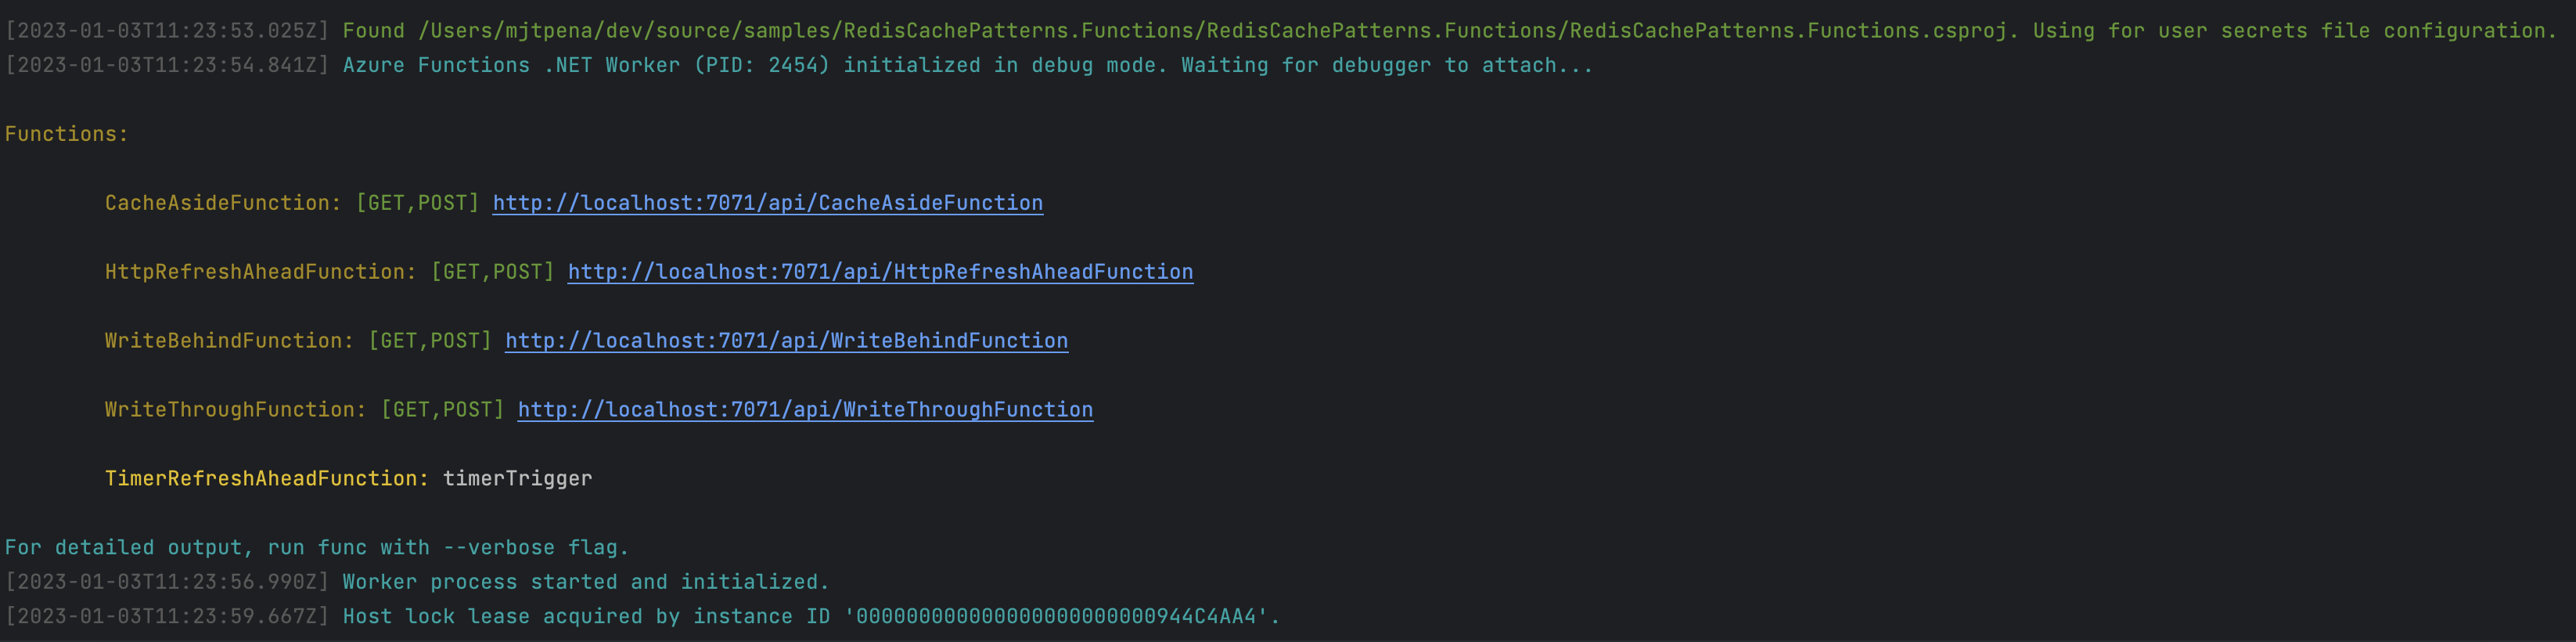 [2023-01-03T11:23:53.025Z] Found /Users/mjtpena/dev/source/samples/RedisCachePatterns.Functions/RedisCachePatterns.Functions/RedisCachePatterns.Functions.csproj. Using for user secrets file configuration.
[2023-01-03T11:23:54.841Z] Azure Functions .NET Worker (PID: 2454) initialized in debug mode. Waiting for debugger to attach...
Functions:
CacheAsideFunction: [GET,POST] http://localhost:7071/api/CacheAsideFunction
HttpRefreshAheadFunction: [GET,POST] http://localhost:7071/api/HttpRefreshAheadFunction
WriteBehindFunction: [GET,POST] http://localhost:7071/api/WriteBehindFunction
WriteThroughFunction: [GET,POST] http://localhost:7071/api/WriteThroughFunction
TimerRefreshAheadFunction: timerTrigger
For detailed output, run func with --verbose flag.
[2023-01-03T11:23:56.990Z] Worker process started and initialized.
[2023-01-03T11:23:59.667Z] Host lock lease acquired by instance ID '000000000000000000000000944C4AA4'.